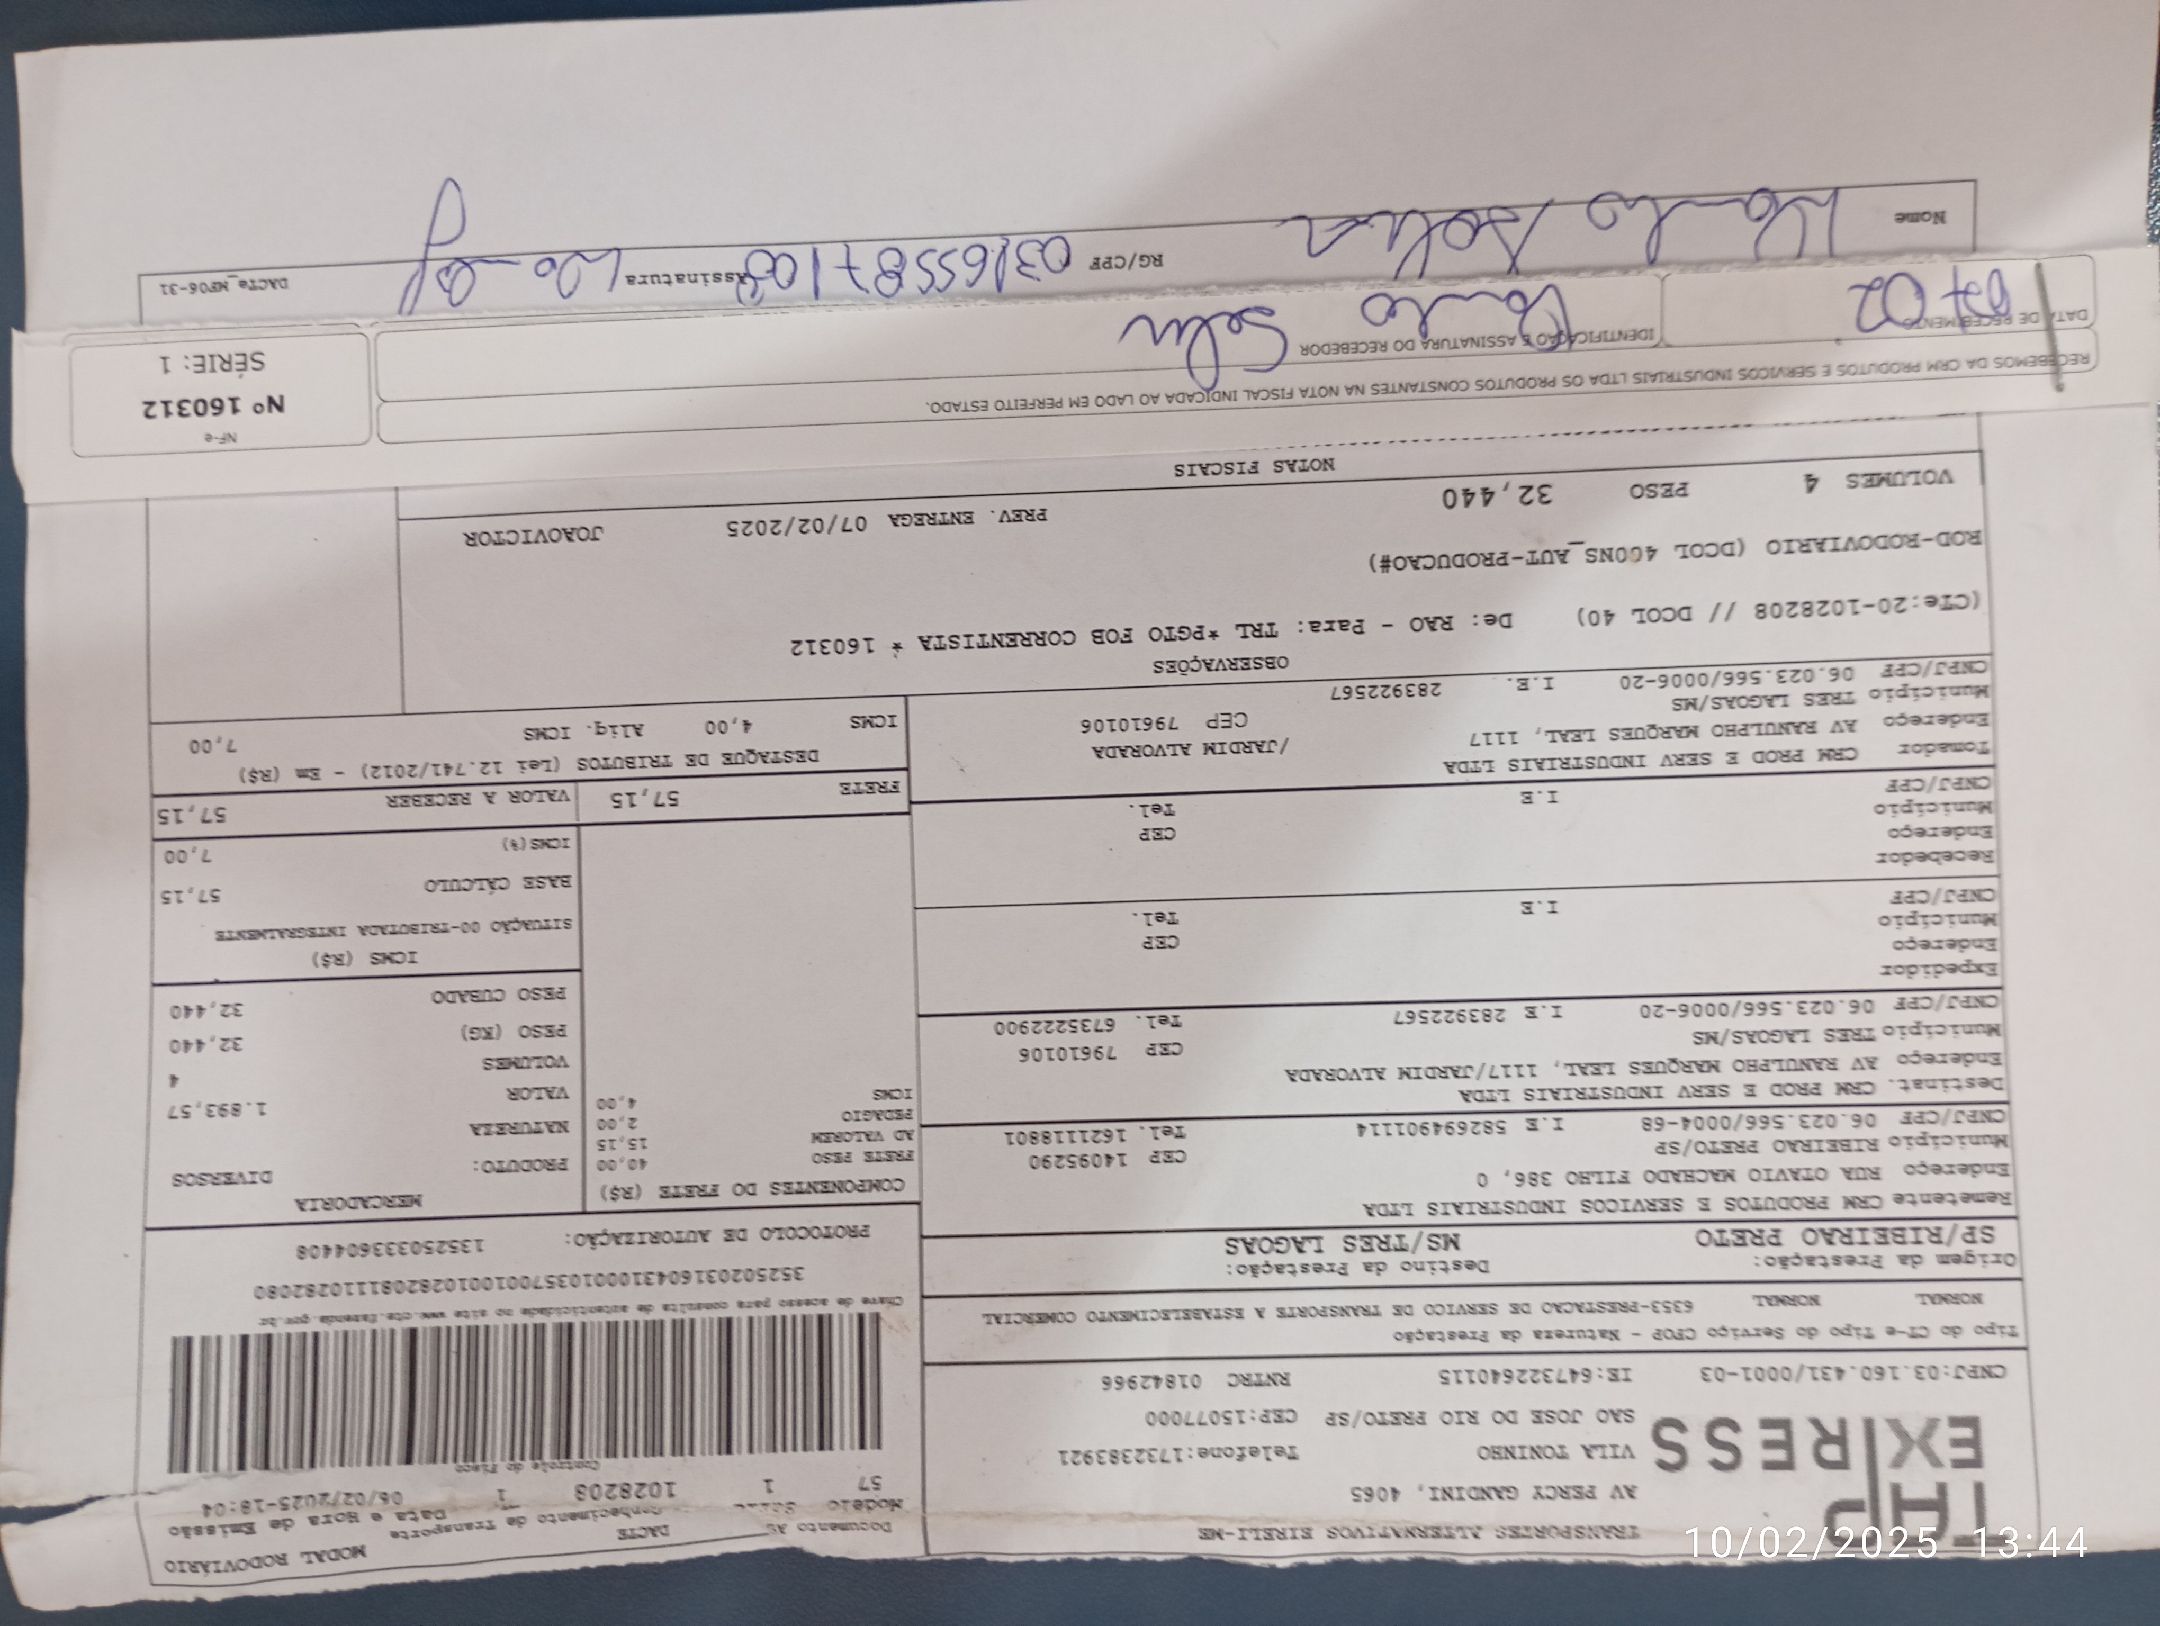 TRANSPORTES ALTERNATIVOS EIRELI-ME
AV PERCY GANDINI, 4065
VILA TONINHO Telefone:1732383921
SAO JOSE DO RIO PRETO/SP CEP:15077000
CNPJ:03.160.431/0001-03 IE:647322640115 RNTRC 01842966
EXPRESS
Documento Au DACTE MODAL RODOVIÁRIO
Modelo Série Conhecimento de Transporte Data e Hora de Emissão
57 1 1028208 1 06/02/2025-18:04
Controle do Fisco
Chave de acesso para consulta de autenticidade no site www.cte.fazenda.gov.br
35250203160431000103570010010282081110282080
PROTOCOLO DE AUTORIZAÇÃO: 135250333604408
Tipo do CT-e Tipo do Serviço CFOP - Natureza da Prestação
NORMAL NORMAL 6353-PRESTACAO DE SERVICO DE TRANSPORTE A ESTABELECIMENTO COMERCIAL
Origem da Prestação: Destino da Prestação:
SP/RIBEIRAO PRETO MS/TRES LAGOAS
Remetente CRM PRODUTOS E SERVICOS INDUSTRIAIS LTDA
Endereço RUA OTAVIO MACHADO FILHO 386, 0
Município RIBEIRAO PRETO/SP CEP 14095290
CNPJ/CPF 06.023.566/0004-68 I.E 582694901114 Tel. 1621118801
Destinat. CRM PROD E SERV INDUSTRIAIS LTDA
Endereço AV RANULPHO MARQUES LEAL, 1117/JARDIM ALVORADA
Município TRES LAGOAS/MS CEP 79610106
CNPJ/CPF 06.023.566/0006-20 I.E 283922567 Tel. 6735222900
Expedidor
Endereço
Município CEP
CNPJ/CPF I.E Tel.
Recebedor
Endereço
Município CEP
CNPJ/CPF I.E Tel.
Tomador CRM PROD E SERV INDUSTRIAIS LTDA
Endereço AV RANULPHO MARQUES LEAL, 1117 /JARDIM ALVORADA
Município TRES LAGOAS/MS CEP 79610106
CNPJ/CPF 06.023.566/0006-20 I.E. 283922567
COMPONENTES DO FRETE (R$)
FRETE PESO 40,00
AD VALOREM 15,15
PEDAGIO 2,00
ICMS 4,00
MERCADORIA
PRODUTO: DIVERSOS
NATUREZA
VALOR 1.893,57
VOLUMES 4
PESO (KG) 32,440
PESO CUBADO 32,440
ICMS (R$)
SITUAÇÃO 00-TRIBUTADA INTEGRALMENTE
BASE CÁLCULO 57,15
ICMS(%) 7,00
FRETE 57,15 VALOR A RECEBER 57,15
DESTAQUE DE TRIBUTOS (Lei 12.741/2012) - Em (R$)
ICMS 4,00 Aliq. ICMS 7,00
OBSERVAÇÕES
(CTe:20-1028208 // DCOL 40) De: RAO - Para: TRL *PGTO FOB CORRENTISTA * 160312
ROD-RODOVIARIO (DCOL 400NS_AUT-PRODUCAO#)
PREV. ENTREGA 07/02/2025 JOAOVICTOR
VOLUMES 4 PESO 32,440
NOTAS FISCAIS
RECEBEMOS DA CRM PRODUTOS E SERVICOS INDUSTRIAIS LTDA OS PRODUTOS CONSTANTES NA NOTA FISCAL INDICADA AO LADO EM PERFEITO ESTADO.
DATA DE RECEBIMENTO IDENTIFICAÇÃO E ASSINATURA DO RECEBEDOR
07 02
NF-e
Nº 160312
SÉRIE: 1
Nome RG/CPF Assinatura
DACTe_MF06-31
10/02/2025 13:44